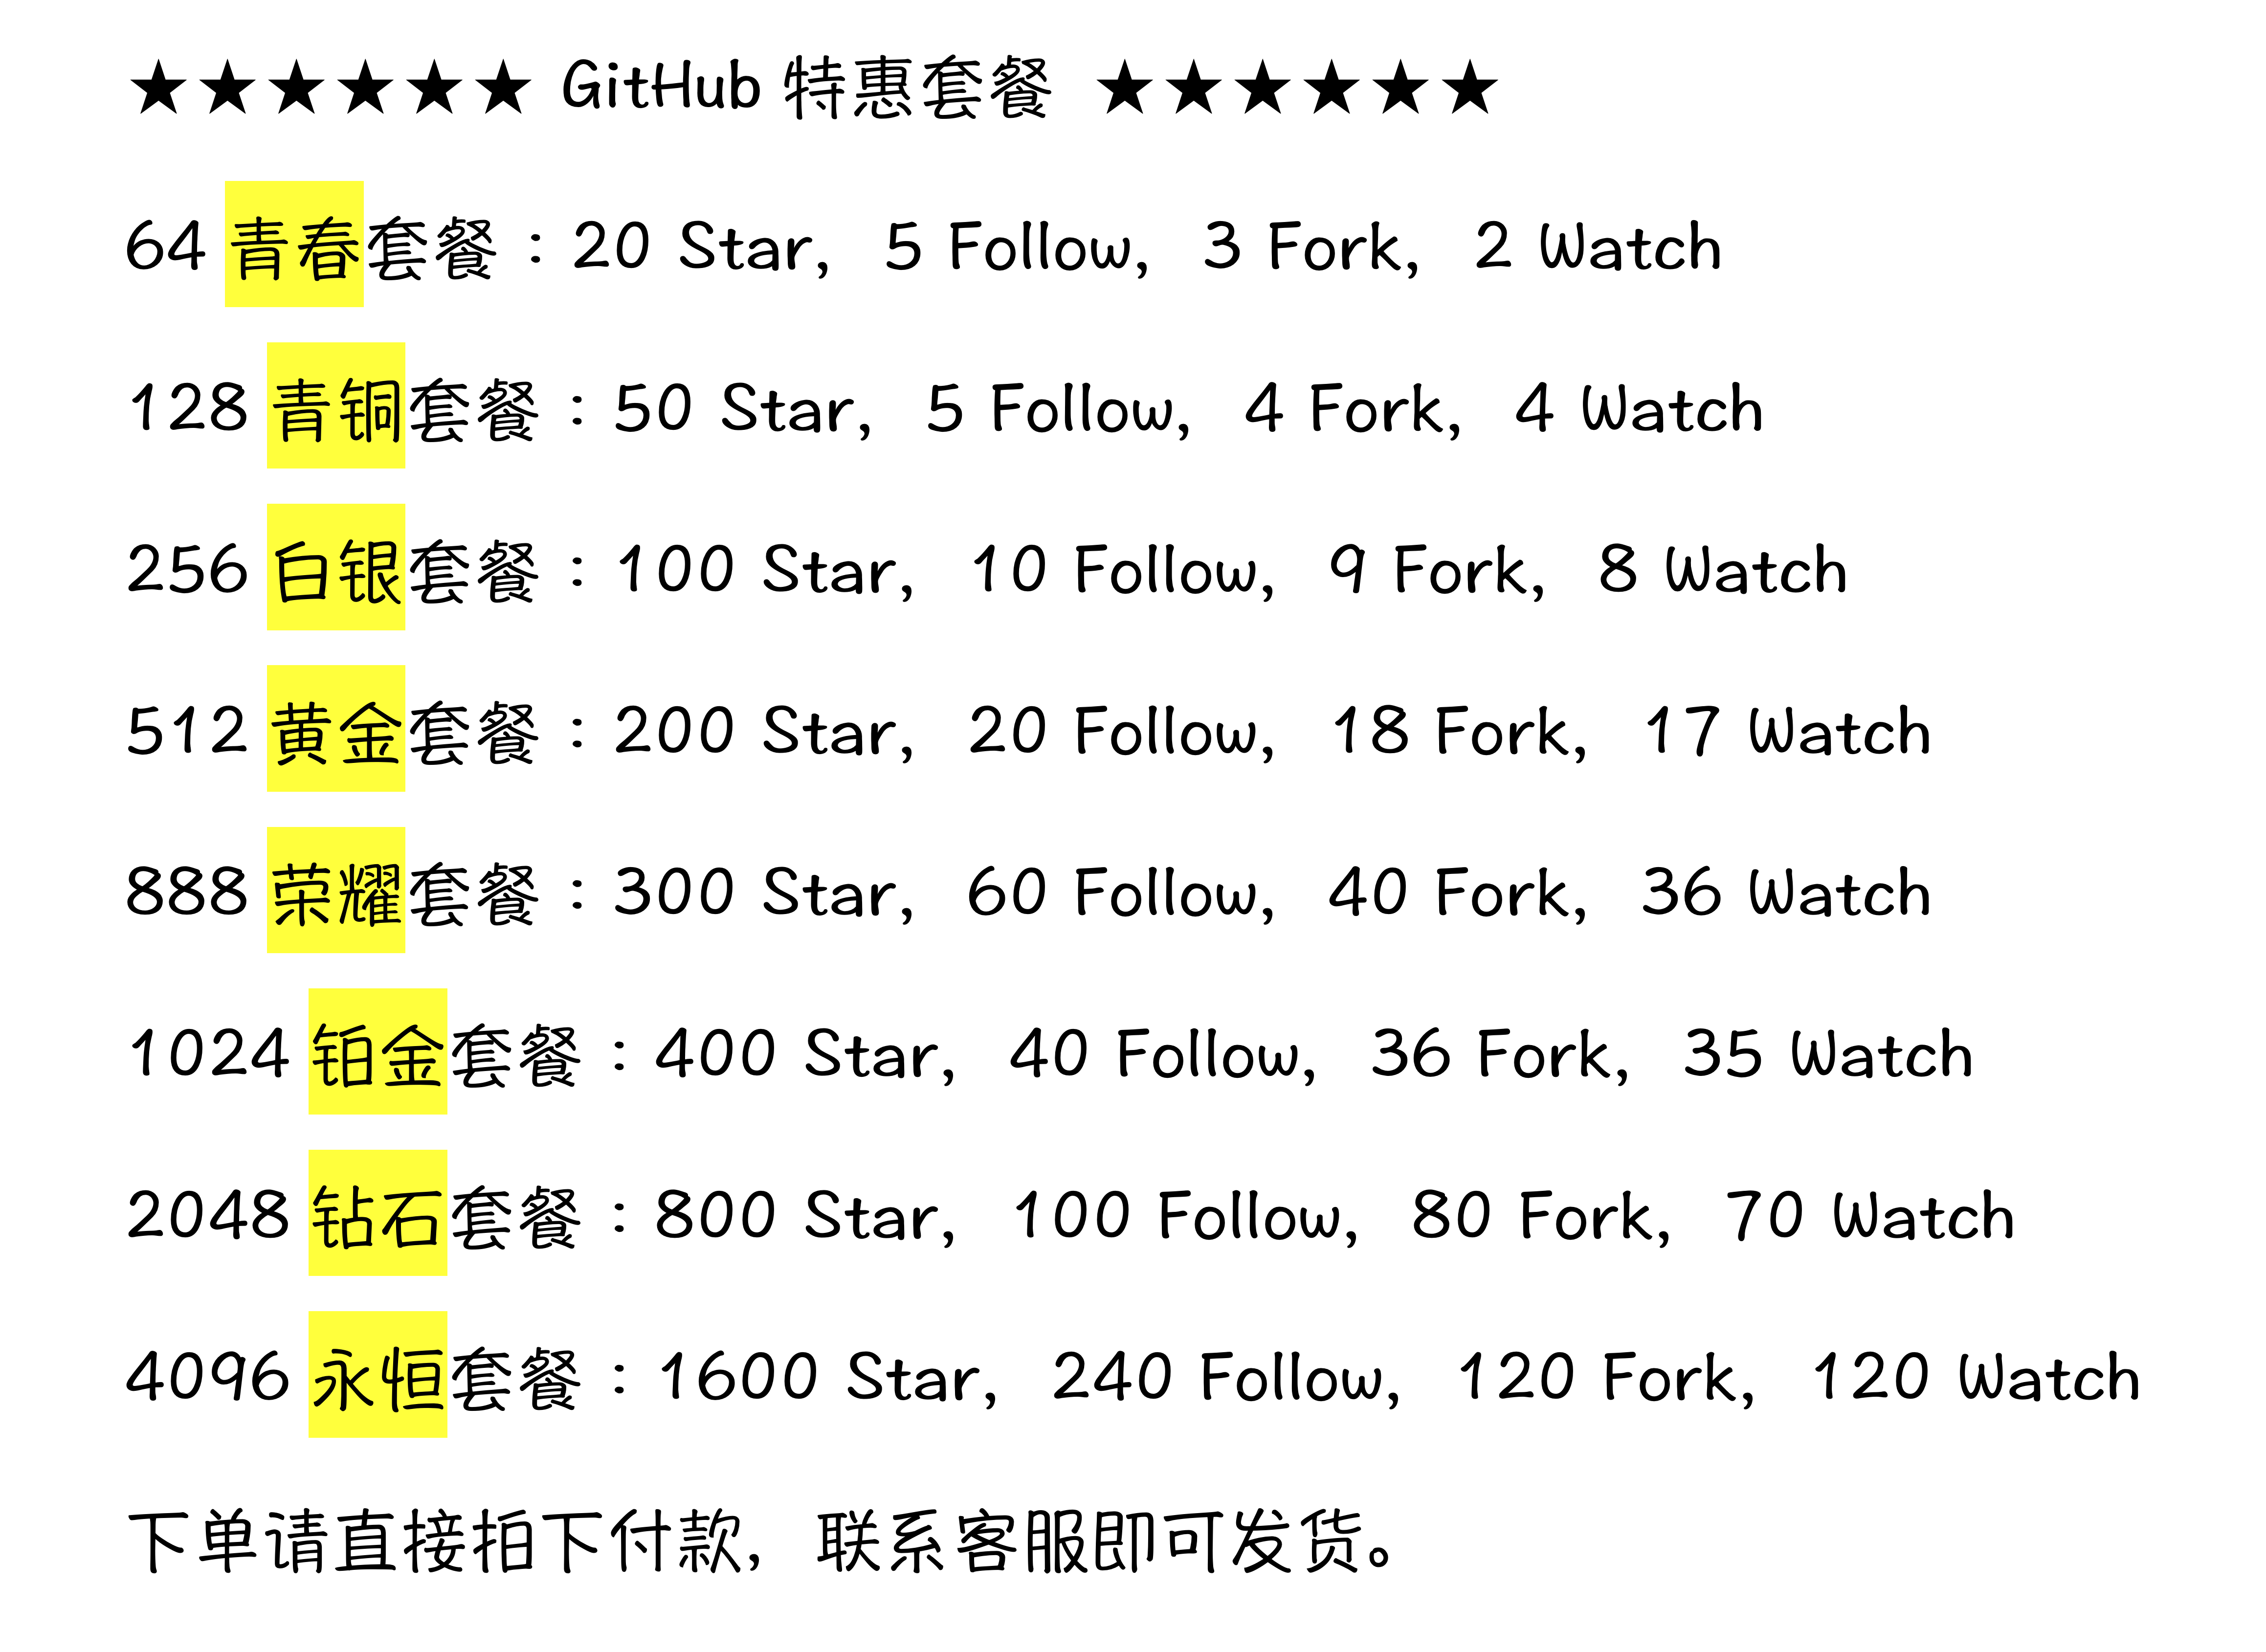 ★★★★★★ GitHub 特惠套餐 ★★★★★★
64 青春套餐：20 Star, 5 Follow, 3 Fork, 2 Watch
128 青铜套餐：50 Star, 5 Follow, 4 Fork, 4 Watch
256 白银套餐：100 Star, 10 Follow, 9 Fork, 8 Watch
512 黄金套餐：200 Star, 20 Follow, 18 Fork, 17 Watch
888 荣耀套餐：300 Star, 60 Follow, 40 Fork, 36 Watch
1024 铂金套餐：400 Star, 40 Follow, 36 Fork, 35 Watch
2048 钻石套餐：800 Star, 100 Follow, 80 Fork, 70 Watch
4096 永恒套餐：1600 Star, 240 Follow, 120 Fork, 120 Watch
下单请直接拍下付款，联系客服即可发货。